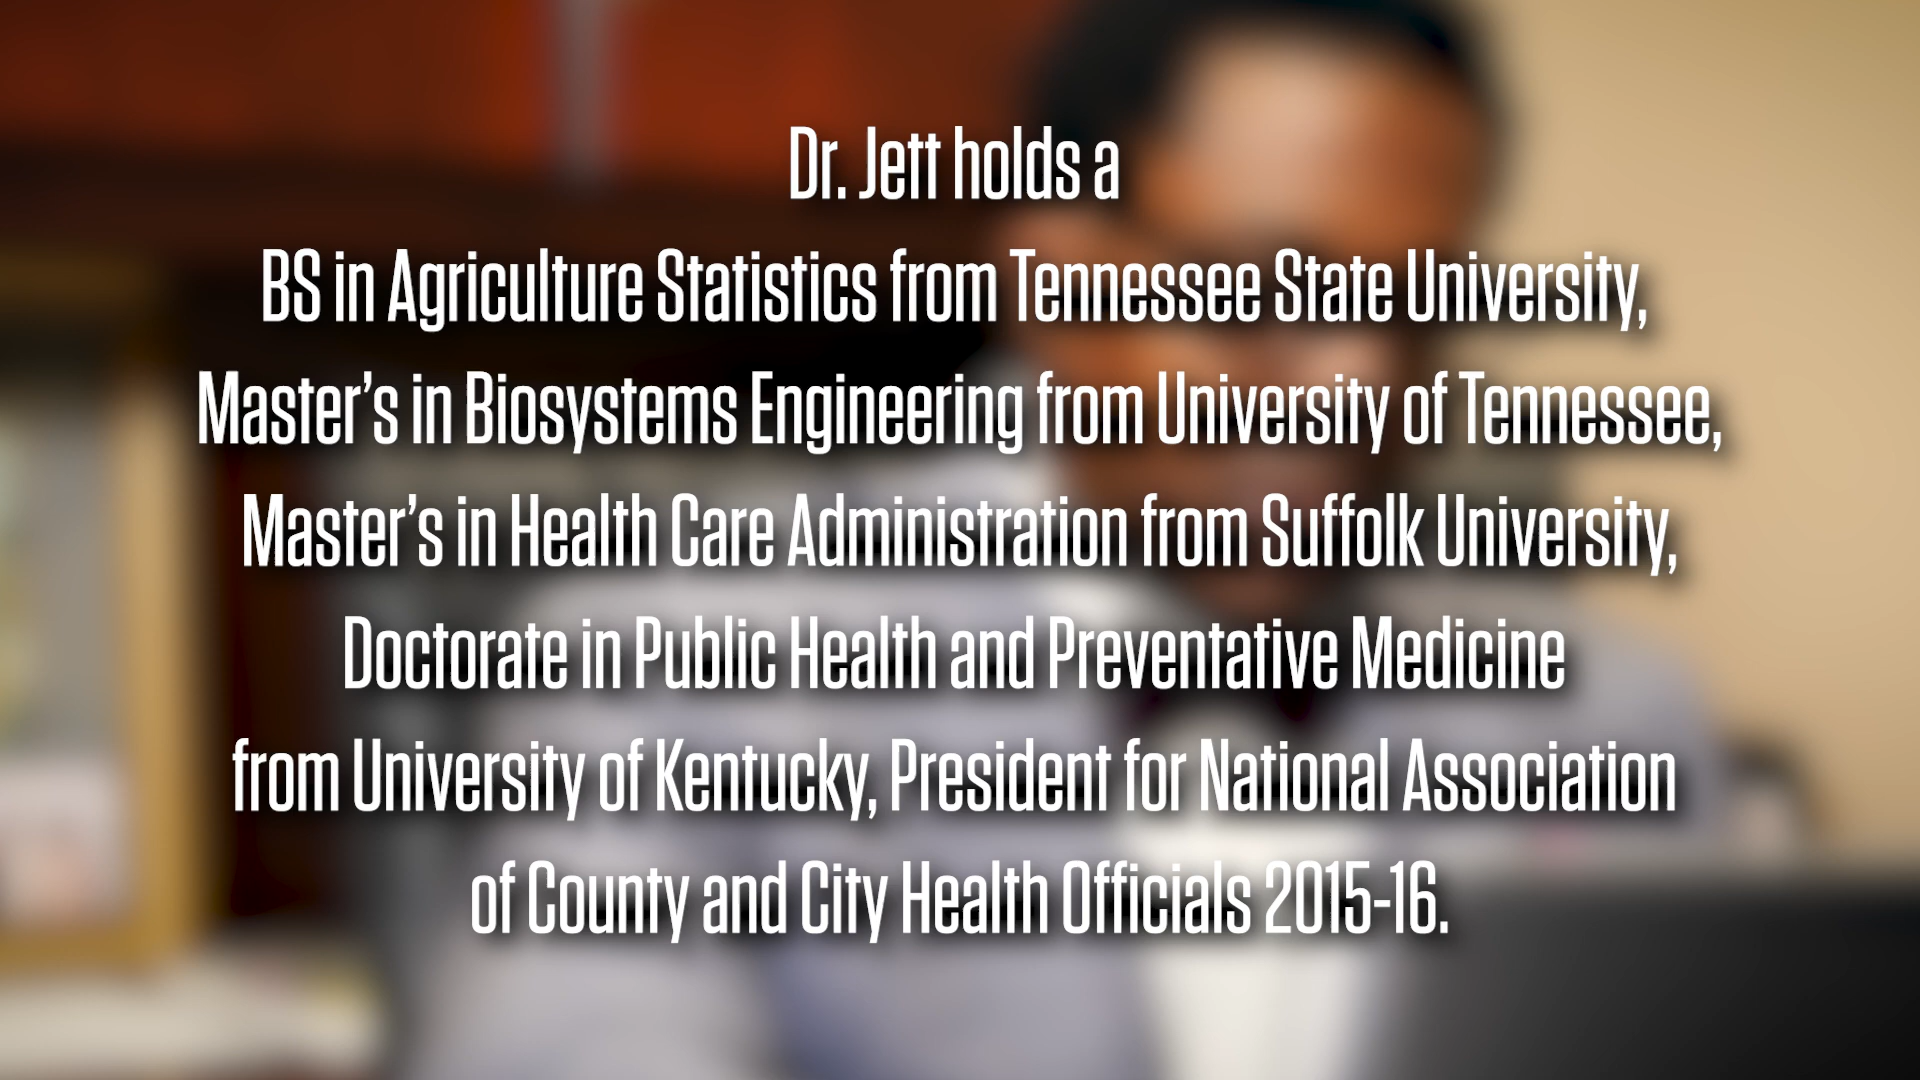 Dr. Jett holds a
BS in Agriculture Statistics from Tennessee State University,
Master’s in Biosystems Engineering from University of Tennessee,
Master’s in Health Care Administration from Suffolk University,
Doctorate in Public Health and Preventative Medicine
from University of Kentucky, President for National Association
of County and City Health Officials 2015-16.